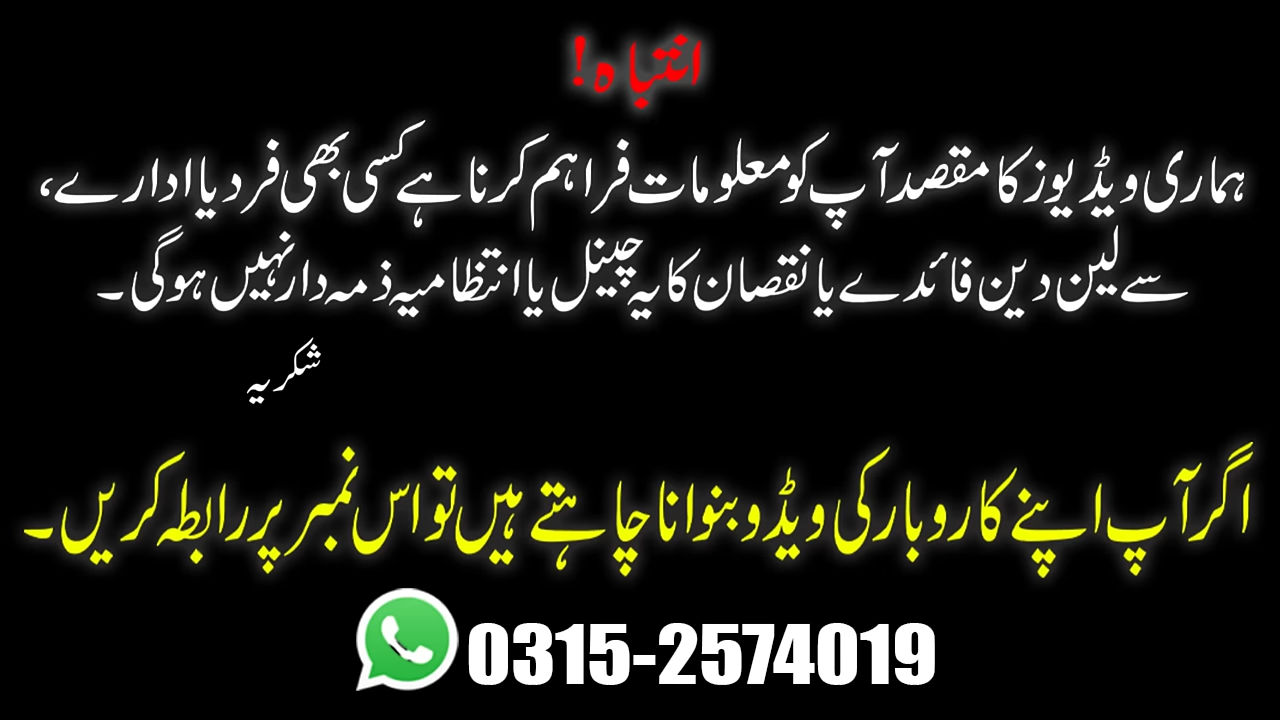 انتباہ!
ہماری ویڈیوز کا مقصد آپ کو معلومات فراہم کرنا ہے کسی بھی فرد یا ادارے،
سے لین دین فائدے یا نقصان کا یہ چینل یا انتظامیہ ذمہ دار نہیں ہوگی۔
شکریہ
اگر آپ اپنے کاروبار کی ویڈو بنوانا چاہتے ہیں تو اس نمبر پر رابطہ کریں۔
0315-2574019